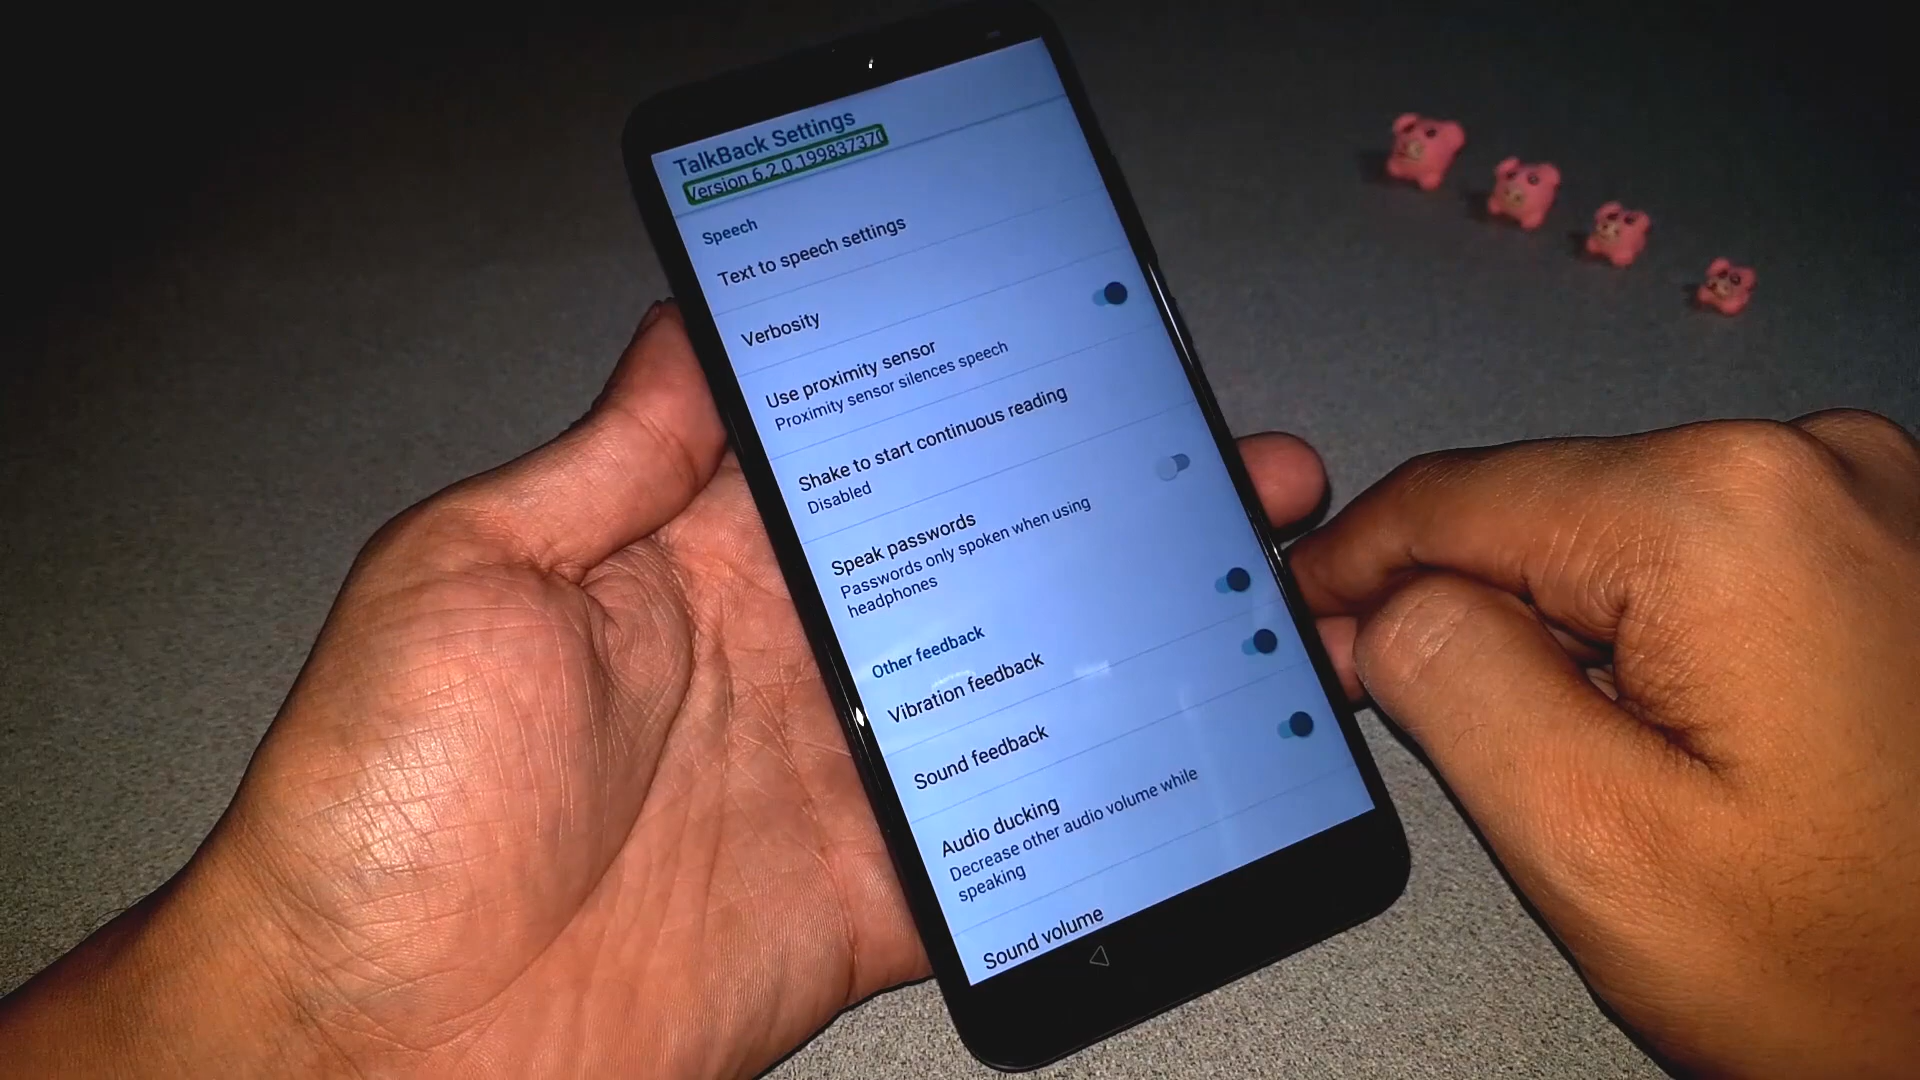 TalkBack Settings
Version 6.2.0.199837370
Speech
Text to speech settings
Verbosity
Use proximity sensor
Proximity sensor silences speech
Shake to start continuous reading
Disabled
Speak passwords
Passwords only spoken when using
headphones
Other feedback
Vibration feedback
Sound feedback
Audio ducking
Decrease other audio volume while
speaking
Sound volume